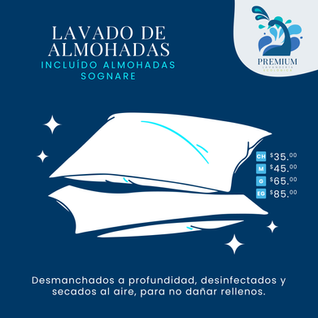 LAVADO DE
ALMOHADAS
INCLUÍDO ALMOHADAS
SOGNARE
PREMIUM
CH $35.00
M $45.00
G $65.00
EG $85.00
Desmanchados a profundidad, desinfectados y
secados al aire, para no dañar rellenos.